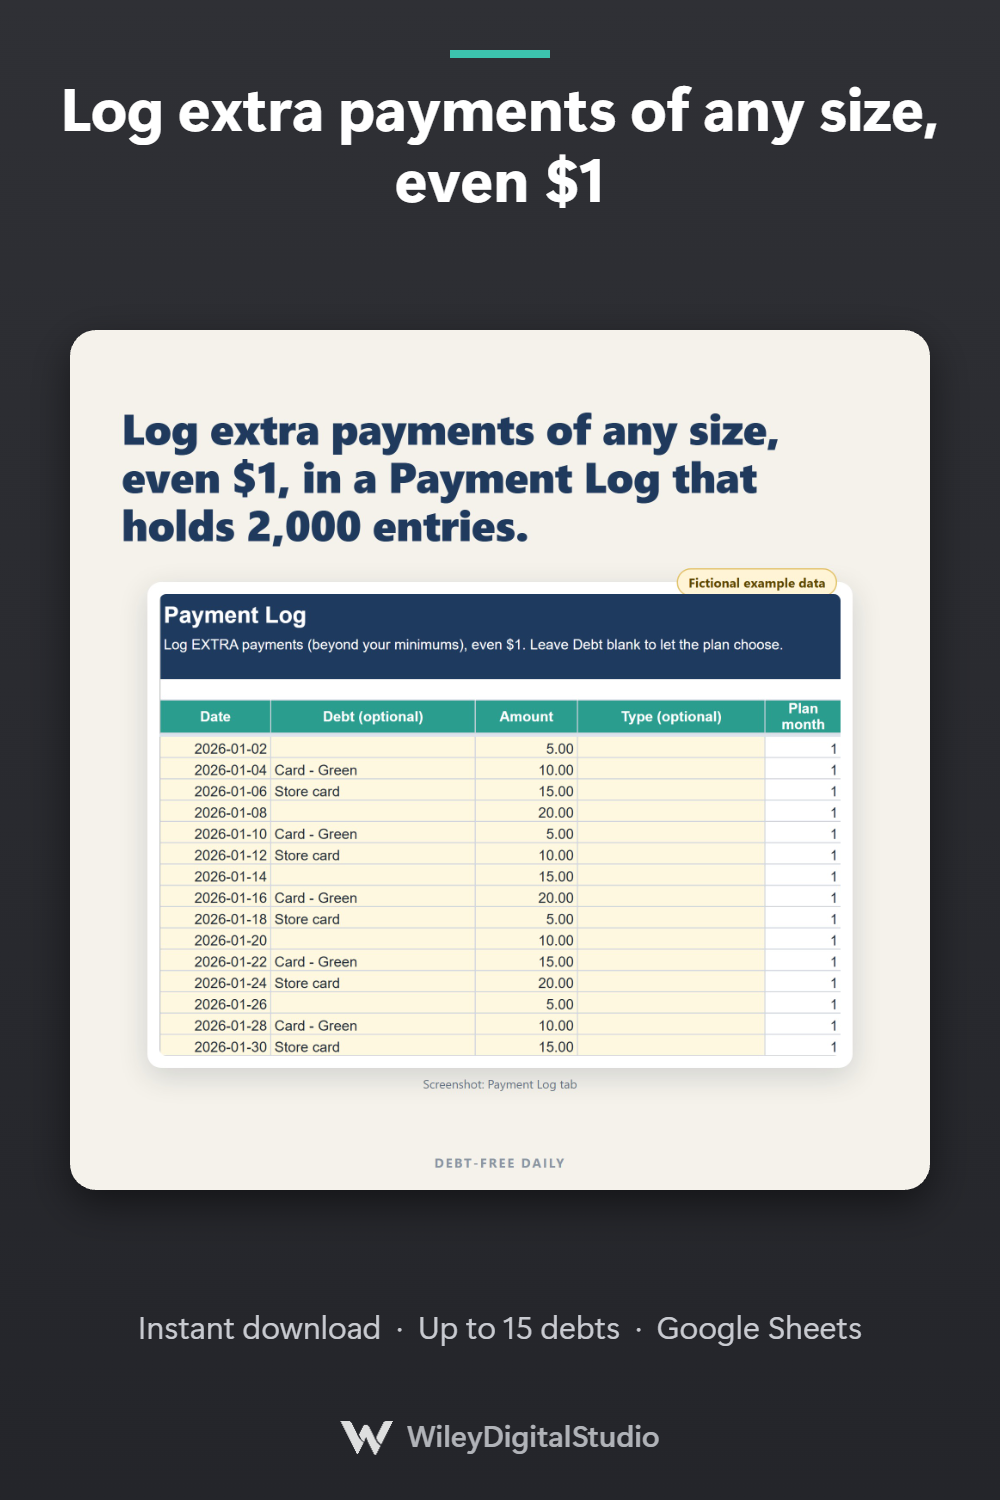 Log extra payments of any size,
even $1
Log extra payments of any size,
even $1, in a Payment Log that
holds 2,000 entries.
Fictional example data
Payment Log
Log EXTRA payments (beyond your minimums), even $1. Leave Debt blank to let the plan choose.
Date Debt (optional) Amount Type (optional) Plan month
2026-01-02 5.00 1
2026-01-04 Card - Green 10.00 1
2026-01-06 Store card 15.00 1
2026-01-08 20.00 1
2026-01-10 Card - Green 5.00 1
2026-01-12 Store card 10.00 1
2026-01-14 15.00 1
2026-01-16 Card - Green 20.00 1
2026-01-18 Store card 5.00 1
2026-01-20 10.00 1
2026-01-22 Card - Green 15.00 1
2026-01-24 Store card 20.00 1
2026-01-26 5.00 1
2026-01-28 Card - Green 10.00 1
2026-01-30 Store card 15.00 1
Screenshot: Payment Log tab
DEBT-FREE DAILY
Instant download · Up to 15 debts · Google Sheets
WileyDigitalStudio